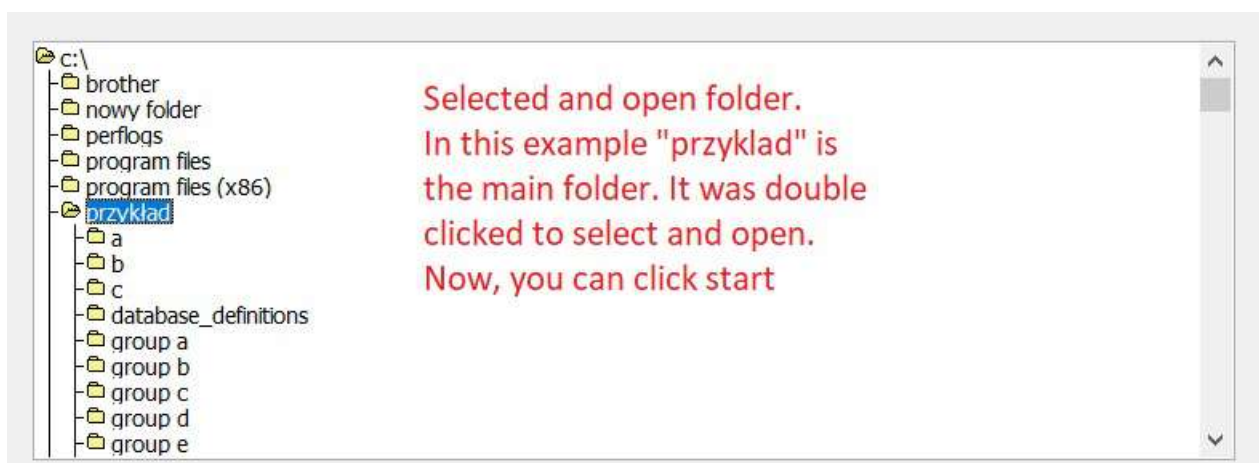 c:\
brother
nowy folder
perflogs
program files
program files (x86)
przykład
a
b
c
database_definitions
group a
group b
group c
group d
group e
Selected and open folder.
In this example "przyklad" is
the main folder. It was double
clicked to select and open.
Now, you can click start